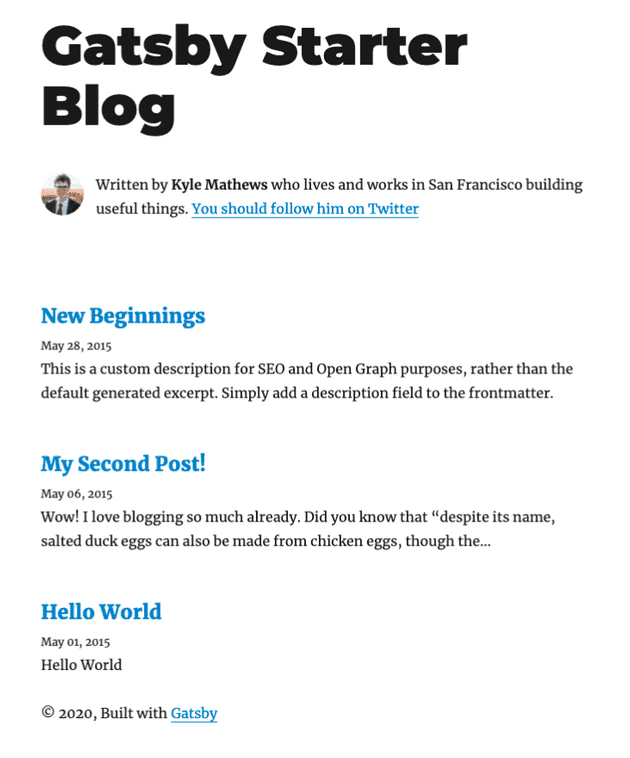 Gatsby Starter
Blog
Written by Kyle Mathews who lives and works in San Francisco building
useful things. You should follow him on Twitter
New Beginnings
May 28, 2015
This is a custom description for SEO and Open Graph purposes, rather than the
default generated excerpt. Simply add a description field to the frontmatter.
My Second Post!
May 06, 2015
Wow! I love blogging so much already. Did you know that “despite its name,
salted duck eggs can also be made from chicken eggs, though the…
Hello World
May 01, 2015
Hello World
© 2020, Built with Gatsby